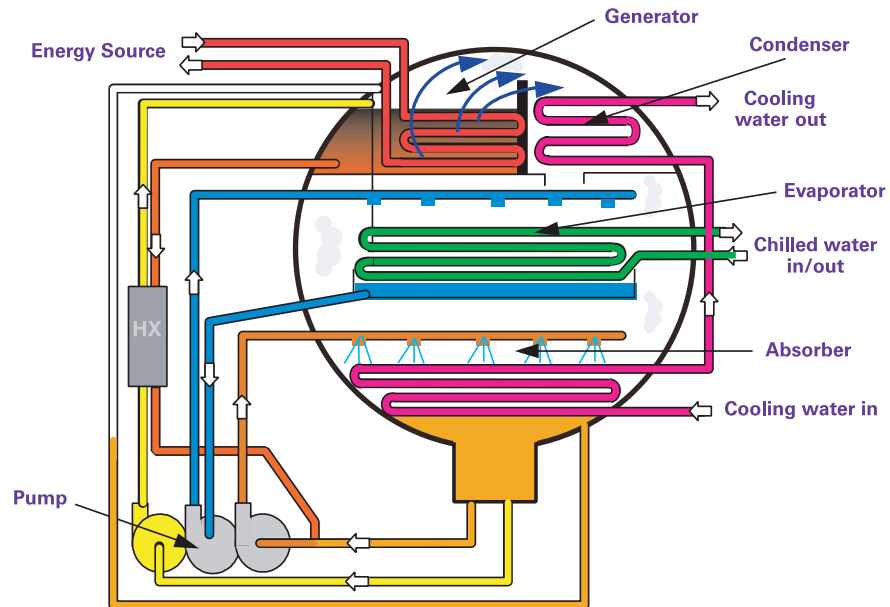 Generator
Energy Source
Condenser
Cooling
water out
Evaporator
Chilled water
in/out
HX
Absorber
Cooling water in
Pump